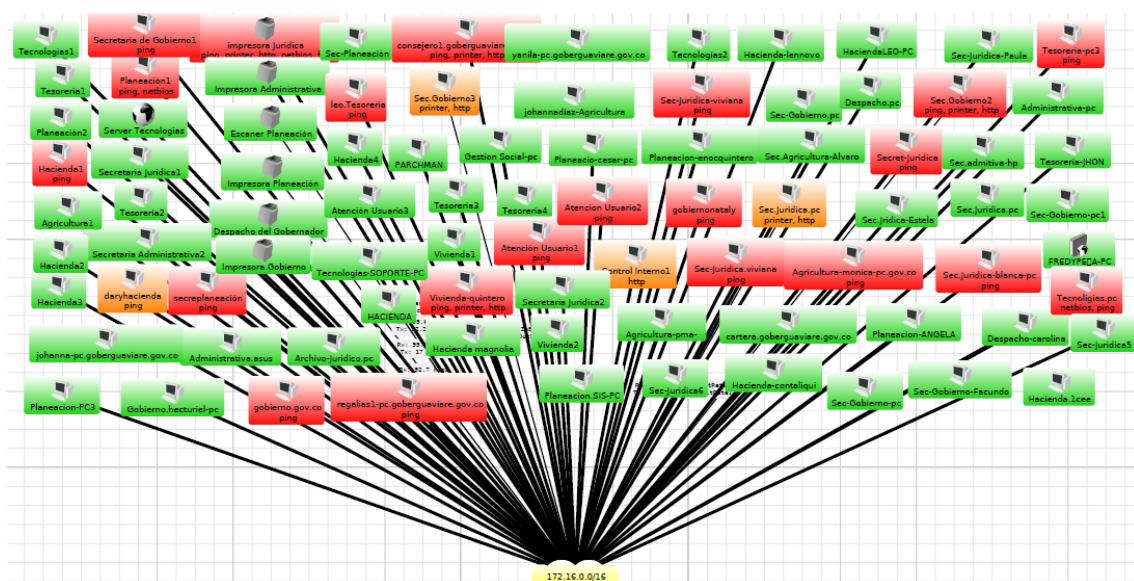 Tecnologias1
Secretaria de Gobierno1
ping
impresora Juridica
ping, printer, http, netbios,
Sec-Planeación
consejero1.goberguaviare
ping, printer, http
yanila-pc.goberguaviare.gov.co
Tecnologias2
Hacienda-lennovo
HaciendaLEO-PC
Sec-Juridica-Paula
Tesoreria-pc3
ping
Tesoreria1
Planeación1
ping, netbios
Impresora Administrativa
leo.Tesoreria
ping
Sec.Gobierno3
printer, http
johannadiaz-Agricultura
Sec-Juridica-viviana
ping
Sec-Gobierno.pc
Despacho.pc
Sec.Gobierno2
ping, printer, http
Administrativa-pc
Planeación2
Server Tecnologias
Escaner Planeación
Hacienda4
PARCHMAN
Gestion Social-pc
Planeacio-cesar-pc
Planeacion-enocquintero
Sec.Agricultura-Alvaro
Secret-Juridica
ping
Sec.admitiva-hp
Tesoreria-JHON
Hacienda1
ping
Secretaria Juridica1
Impresora Planeación
Agricultura1
Tesoreria2
Despacho del Gobernador
Atención Usuario3
Tesoreria3
Tesoreria4
Atencion Usuario2
ping
gobiernonataly
ping
Sec.Juridica.pc
printer, http
Sec.Jridica-Estela
Sec.Juridica.pc
Sec-Gobierno-pc1
Hacienda2
Secretaria Administrativa2
Impresora.Gobierno
Tecnologias-SOPORTE-PC
Vivienda1
Atención Usuario1
ping
Control Interno1
http
Sec-Juridica.viviana
ping
Agricultura-monica-pc.gov.co
ping
Sec.Juridica-blanca-pc
ping
FREDYPE▯A-PC
Hacienda3
daryhacienda
ping
secreplaneación
ping
HACIENDA
Vivienda-quintero
ping, printer, http
Secretaria Juridica2
Tecnligias.pc
netbios, ping
johanna-pc.goberguaviare.gov.co
Administrativa.asus
Archivo-Juridico.pc
Hacienda magnolia
Vivienda2
Agricultura-pma-
cartera.goberguaviare.gov.co
Planeacion-ANGELA
Despacho-carolina
Sec-Juridica5
Planeacion-PC3
Gobierno.hecturiel-pc
gobierno.gov.co
ping
regalias1-pc.goberguaviare.gov.co
ping
Planeacion.SIS-PC
Sec-Juridica6
Hacienda-contaliqui
Sec-Gobierno-pc
Sec-Gobierno-Facundo
Hacienda.1cee
172.16.0.0/16